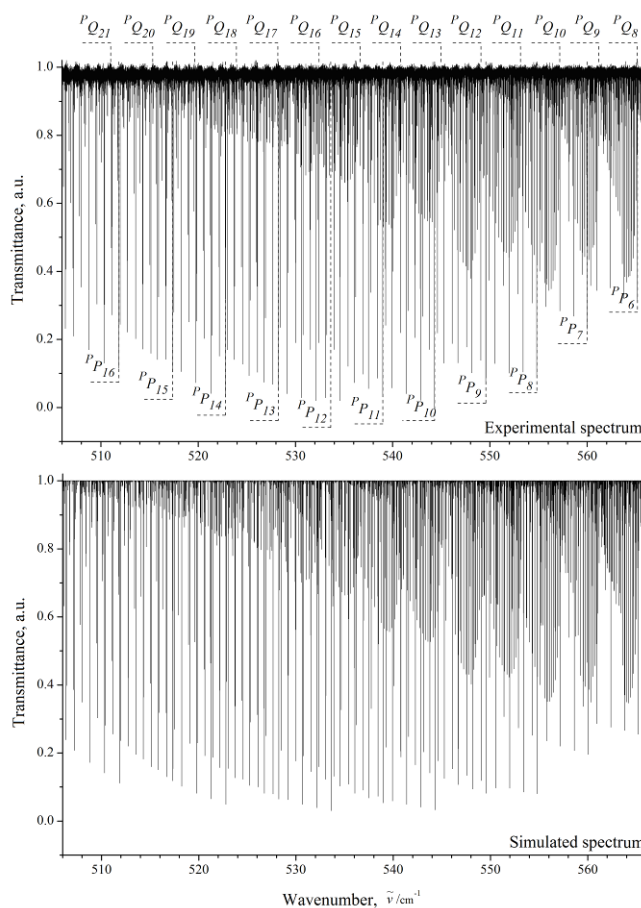 PQ21 PQ20 PQ19 PQ18 PQ17 PQ16 PQ15 PQ14 PQ13 PQ12 PQ11 PQ10 PQ9 PQ8
1.0
0.8
0.6
0.4
0.2
0.0
Transmittance, a.u.
PP16 PP15 PP14 PP13 PP12 PP11 PP10 PP9 PP8 PP7 PP6
Experimental spectrum
510 520 530 540 550 560
1.0
0.8
0.6
0.4
0.2
0.0
Transmittance, a.u.
Simulated spectrum
510 520 530 540 550 560
Wavenumber, ṽ/cm⁻¹